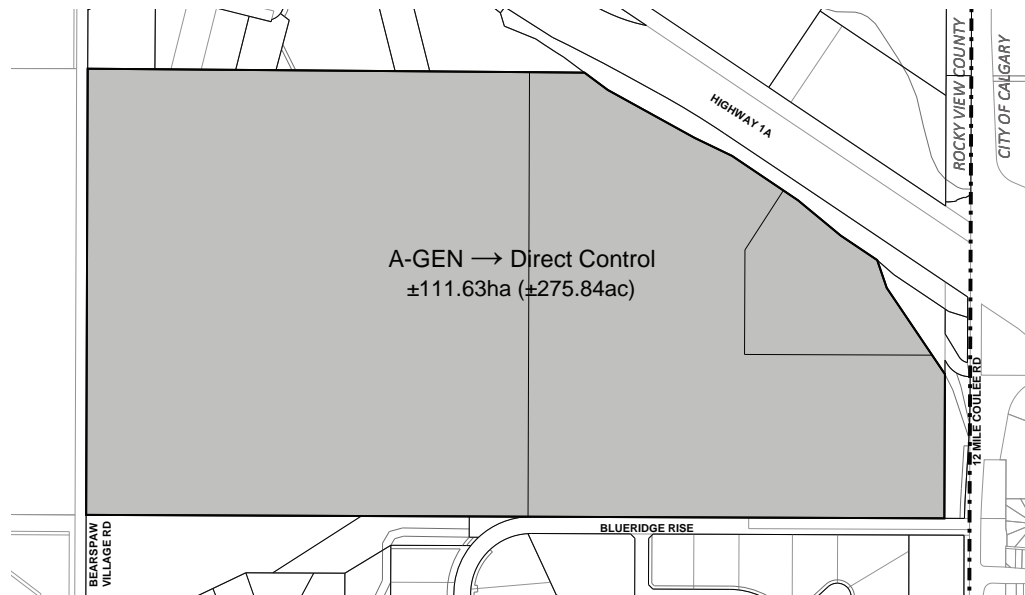 HIGHWAY 1A
ROCKY VIEW COUNTY
CITY OF CALGARY
A-GEN → Direct Control
±111.63ha (±275.84ac)
12 MILE COULEE RD
BLUERIDGE RISE
BEARSPAW
VILLAGE RD